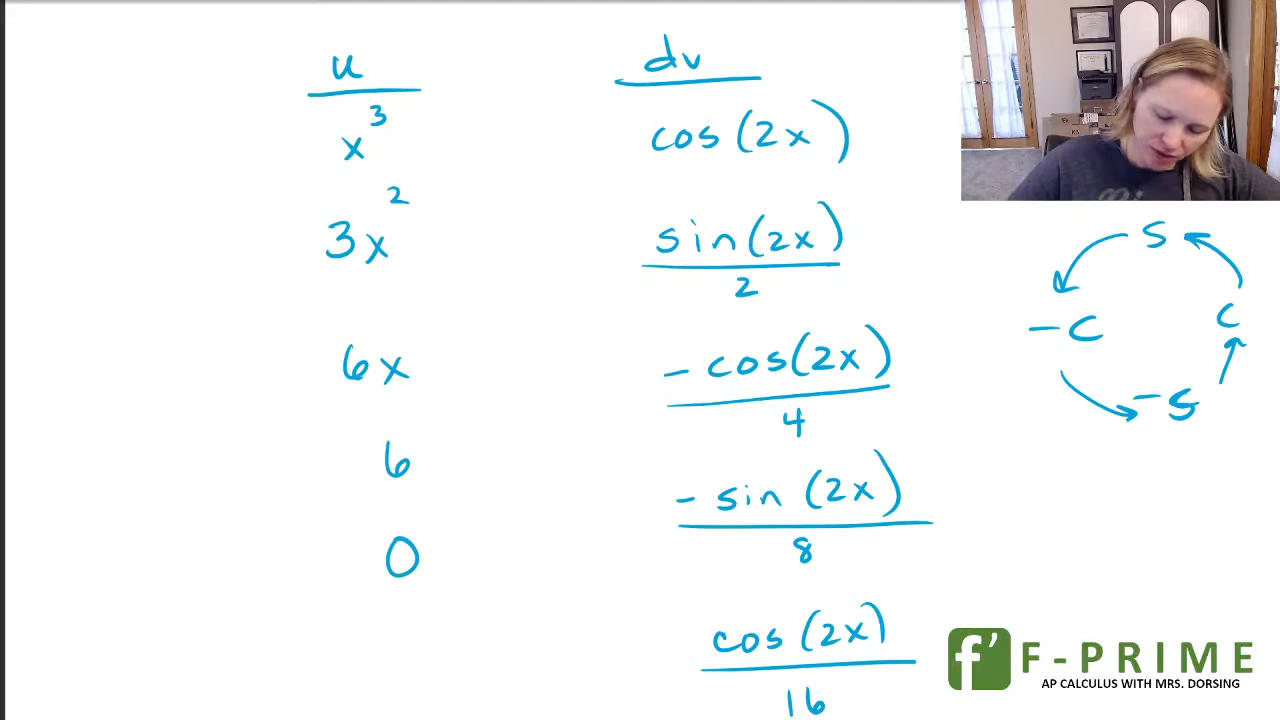 u dv
x³ cos(2x)
3x² sin(2x)/2
6x -cos(2x)/4
6 -sin(2x)/8
0 cos(2x)/16
S
-C C
-S
f’ F-PRIME
AP CALCULUS WITH MRS. DORSING